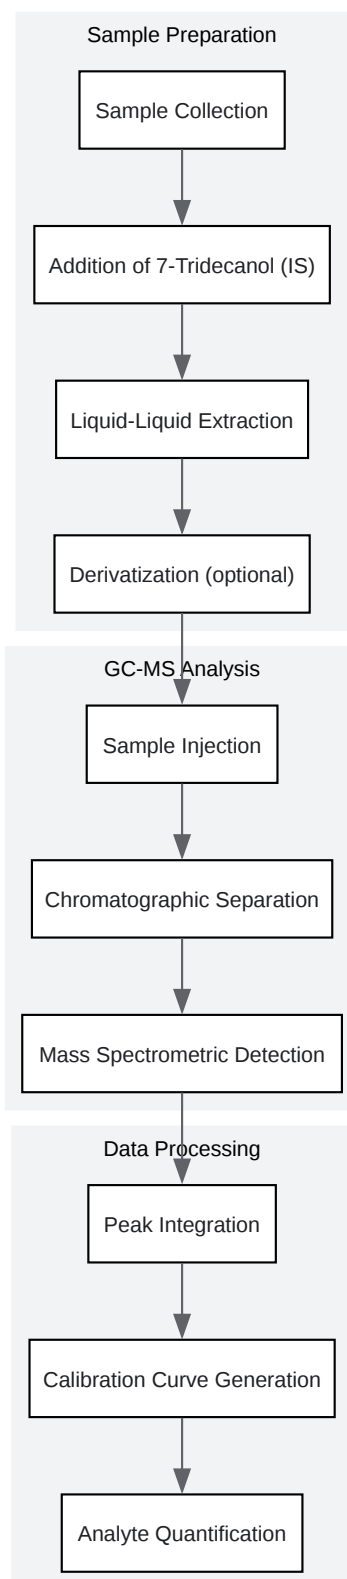 Sample Preparation
Sample Collection
Addition of 7-Tridecanol (IS)
Liquid-Liquid Extraction
Derivatization (optional)
GC-MS Analysis
Sample Injection
Chromatographic Separation
Mass Spectrometric Detection
Data Processing
Peak Integration
Calibration Curve Generation
Analyte Quantification